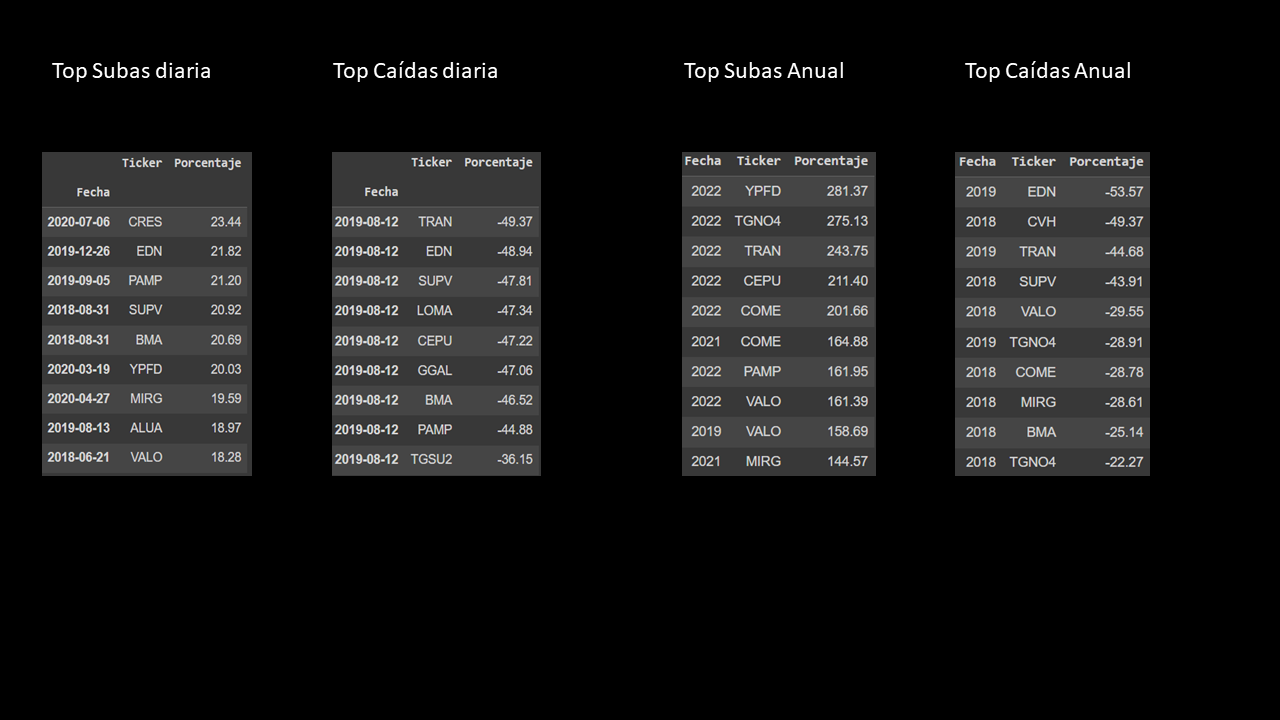 Top Subas diaria
Ticker Porcentaje
Fecha
2020-07-06 CRES 23.44
2019-12-26 EDN 21.82
2019-09-05 PAMP 21.20
2018-08-31 SUPV 20.92
2018-08-31 BMA 20.69
2020-03-19 YPFD 20.03
2020-04-27 MIRG 19.59
2019-08-13 ALUA 18.97
2018-06-21 VALO 18.28
Top Caídas diaria
Ticker Porcentaje
Fecha
2019-08-12 TRAN -49.37
2019-08-12 EDN -48.94
2019-08-12 SUPV -47.81
2019-08-12 LOMA -47.34
2019-08-12 CEPU -47.22
2019-08-12 GGAL -47.06
2019-08-12 BMA -46.52
2019-08-12 PAMP -44.88
2019-08-12 TGSU2 -36.15
Top Subas Anual
Fecha Ticker Porcentaje
2022 YPFD 281.37
2022 TGNO4 275.13
2022 TRAN 243.75
2022 CEPU 211.40
2022 COME 201.66
2021 COME 164.88
2022 PAMP 161.95
2022 VALO 161.39
2019 VALO 158.69
2021 MIRG 144.57
Top Caídas Anual
Fecha Ticker Porcentaje
2019 EDN -53.57
2018 CVH -49.37
2019 TRAN -44.68
2018 SUPV -43.91
2018 VALO -29.55
2019 TGNO4 -28.91
2018 COME -28.78
2018 MIRG -28.61
2018 BMA -25.14
2018 TGNO4 -22.27